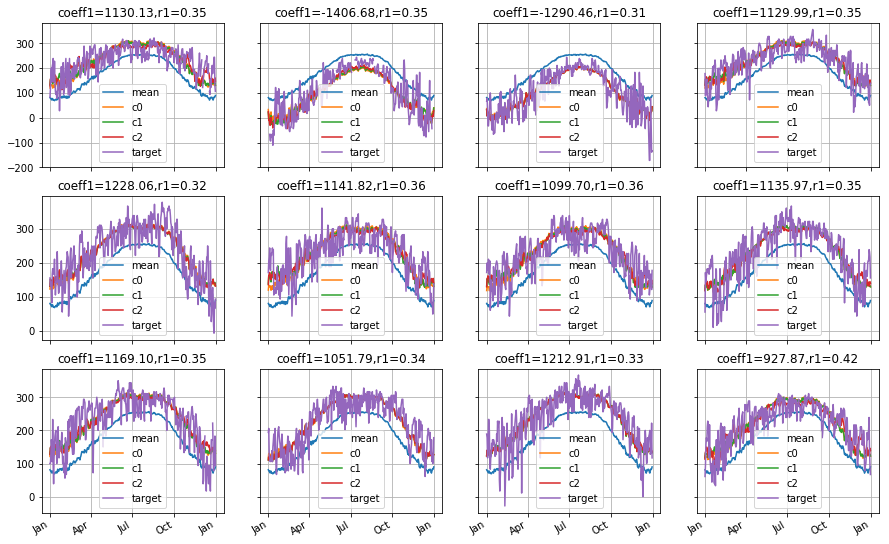 coeff1=1130.13,r1=0.35
coeff1=-1406.68,r1=0.35
coeff1=-1290.46,r1=0.31
coeff1=1129.99,r1=0.35
300
200
100
0
−100
−200
mean
c0
c1
c2
target
mean
c0
c1
c2
target
mean
c0
c1
c2
target
mean
c0
c1
c2
target
coeff1=1228.06,r1=0.32
coeff1=1141.82,r1=0.36
coeff1=1099.70,r1=0.36
coeff1=1135.97,r1=0.35
300
200
100
0
mean
c0
c1
c2
target
mean
c0
c1
c2
target
mean
c0
c1
c2
target
mean
c0
c1
c2
target
coeff1=1169.10,r1=0.35
coeff1=1051.79,r1=0.34
coeff1=1212.91,r1=0.33
coeff1=927.87,r1=0.42
300
200
100
0
mean
c0
c1
c2
target
mean
c0
c1
c2
target
mean
c0
c1
c2
target
mean
c0
c1
c2
target
Jan
Apr
Jul
Oct
Jan
Jan
Apr
Jul
Oct
Jan
Jan
Apr
Jul
Oct
Jan
Jan
Apr
Jul
Oct
Jan